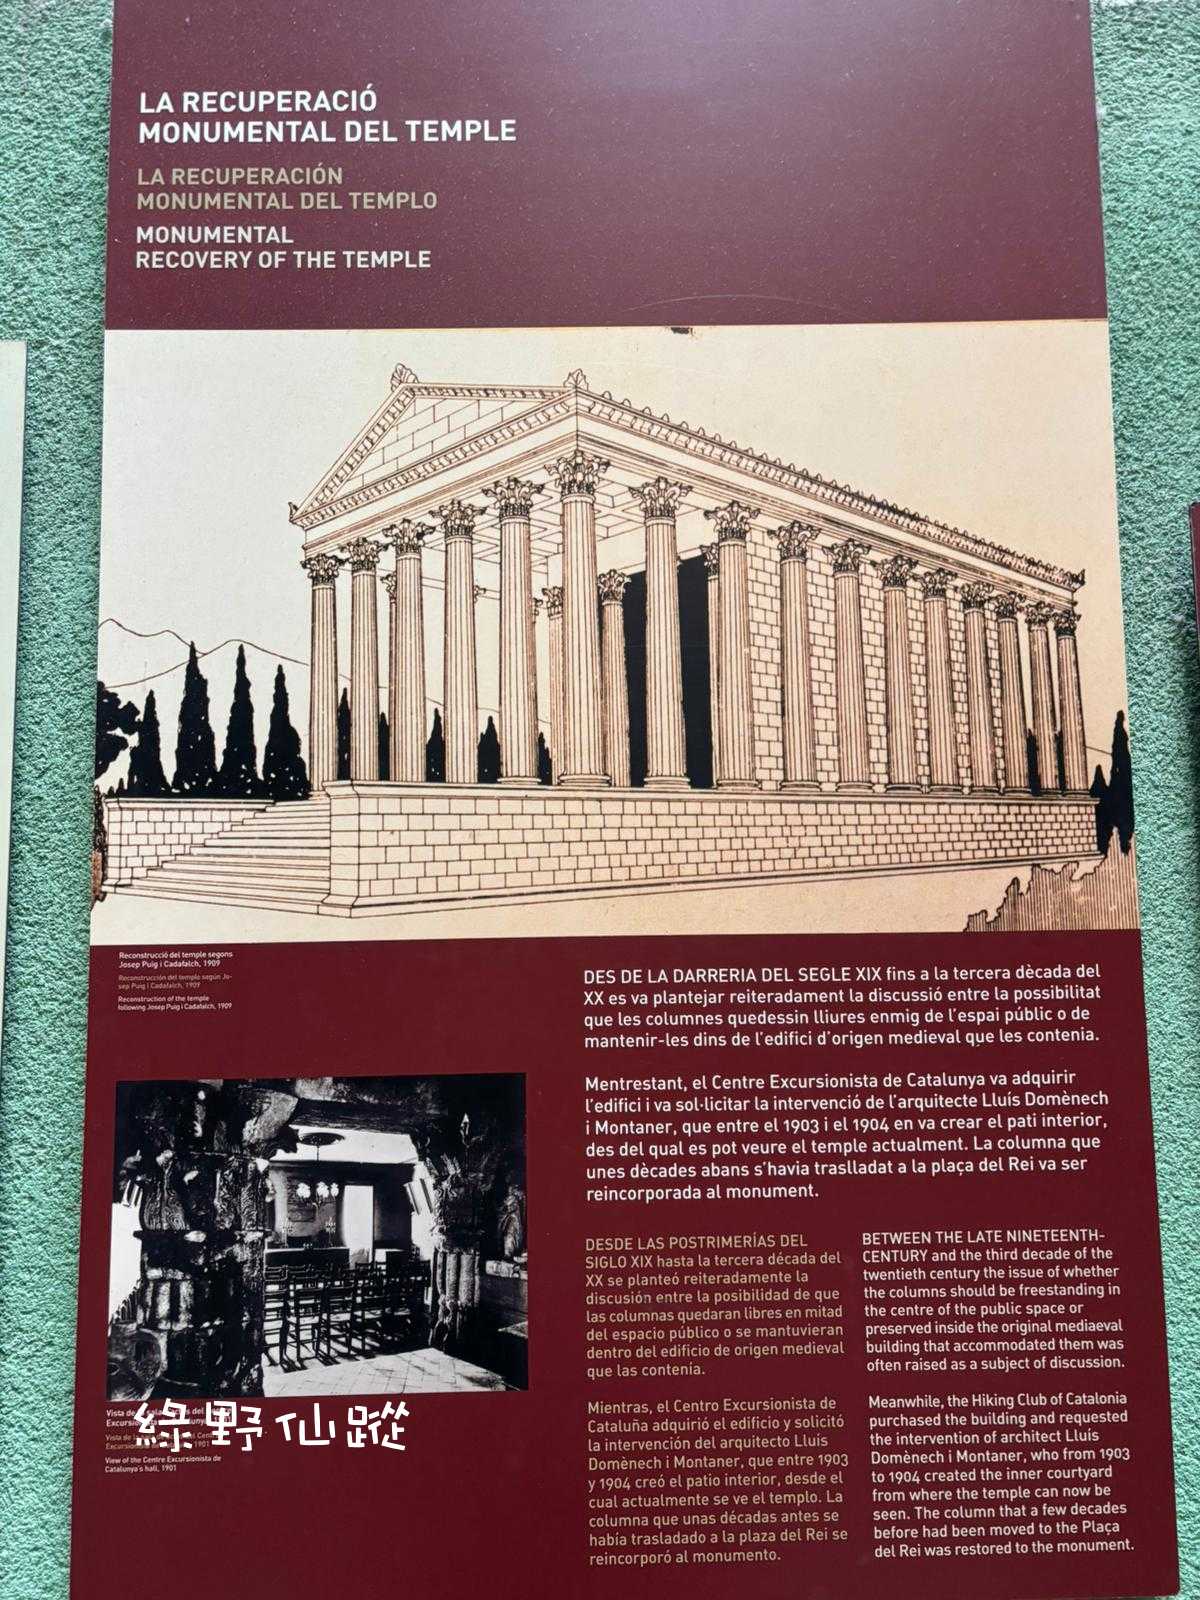 LA RECUPERACIÓ
MONUMENTAL DEL TEMPLE
LA RECUPERACIÓN
MONUMENTAL DEL TEMPLO
MONUMENTAL
RECOVERY OF THE TEMPLE
Reconstrucció del temple segons
Josep Puig i Cadafalch, 1909
Reconstrucción del templo según Jo-
sep Puig i Cadafalch, 1909
Reconstruction of the temple
following Josep Puig i Cadafalch, 1909
DES DE LA DARRERIA DEL SEGLE XIX fins a la tercera dècada del
XX es va plantejar reiteradament la discussió entre la possibilitat
que les columnes quedessin lliures enmig de l'espai públic o de
mantenir-les dins de l'edifici d'origen medieval que les contenia.
Mentrestant, el Centre Excursionista de Catalunya va adquirir
l'edifici i va sol·licitar la intervenció de l'arquitecte Lluís Domènech
i Montaner, que entre el 1903 i el 1904 en va crear el pati interior,
des del qual es pot veure el temple actualment. La columna que
unes dècades abans s'havia traslladat a la plaça del Rei va ser
reincorporada al monument.
DESDE LAS POSTRIMERÍAS DEL
SIGLO XIX hasta la tercera década del
XX se planteó reiteradamente la
discusión entre la posibilidad de que
las columnas quedaran libres en mitad
del espacio público o se mantuvieran
dentro del edificio de origen medieval
que las contenía.
Mientras, el Centro Excursionista de
Cataluña adquirió el edificio y solicitó
la intervención del arquitecto Lluís
Domènech i Montaner, que entre 1903
y 1904 creó el patio interior, desde el
cual actualmente se ve el templo. La
columna que unas décadas antes se
había trasladado a la plaza del Rei se
reincorporó al monumento.
BETWEEN THE LATE NINETEENTH-
CENTURY and the third decade of the
twentieth century the issue of whether
the columns should be freestanding in
the centre of the public space or
preserved inside the original mediaeval
building that accommodated them was
often raised as a subject of discussion.
Meanwhile, the Hiking Club of Catalonia
purchased the building and requested
the intervention of architect Lluís
Domènech i Montaner, who from 1903
to 1904 created the inner courtyard
from where the temple can now be
seen. The column that a few decades
before had been moved to the Plaça
del Rei was restored to the monument.
Vista de
Excursion
Vista de
Excursionis 1901
View of the Centre Excursionista de
Catalunya's hall, 1901
綠野仙蹤